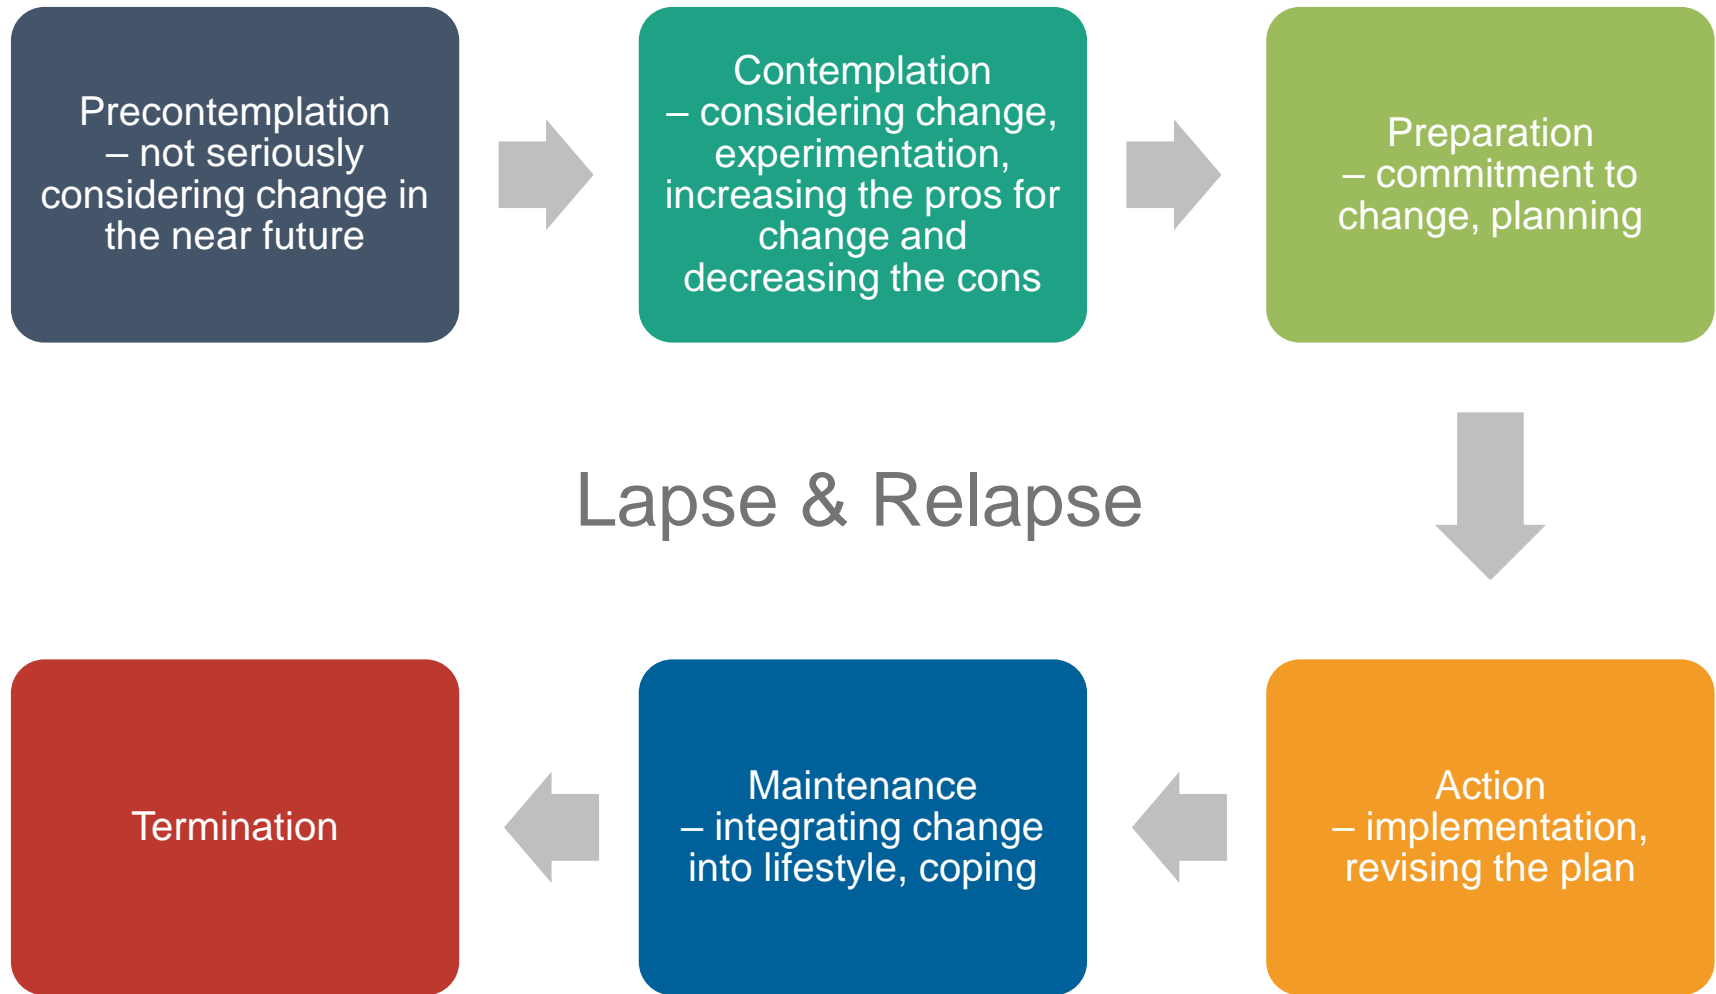 Precontemplation
– not seriously
considering change in
the near future
Contemplation
– considering change,
experimentation,
increasing the pros for
change and
decreasing the cons
Preparation
– commitment to
change, planning
Lapse & Relapse
Termination
Maintenance
– integrating change
into lifestyle, coping
Action
– implementation,
revising the plan